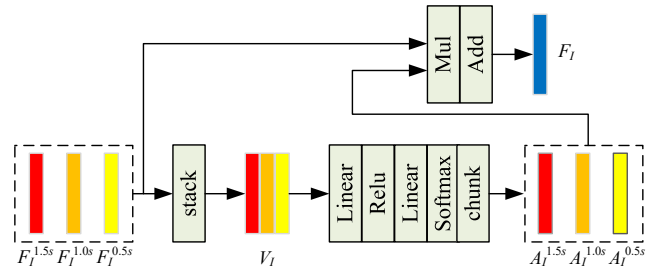 Mul
Add
F_I
stack
Linear
Relu
Linear
Softmax
chunk
F_I^{1.5s} F_I^{1.0s} F_I^{0.5s}
V_I
A_I^{1.5s} A_I^{1.0s} A_I^{0.5s}